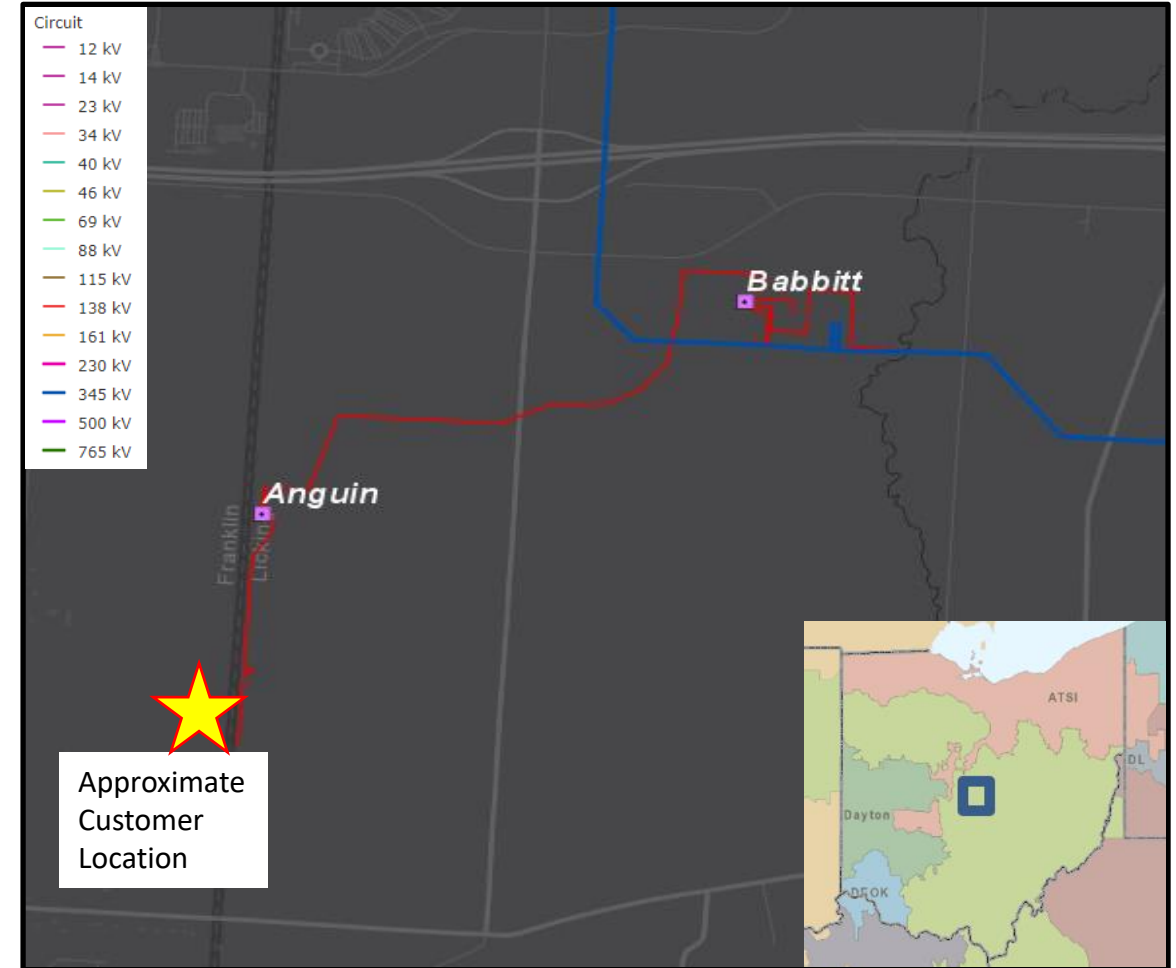 Circuit
12 kV
14 kV
23 kV
34 kV
40 kV
46 kV
69 kV
88 kV
115 kV
138 kV
161 kV
230 kV
345 kV
500 kV
765 kV
Babbitt
Anguin
Franklin
Approximate
Customer
Location
ATSI
DL
Dayton
DEOK